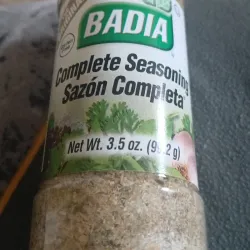 BADIA
Complete Seasoning
Sazón Completa
Net Wt. 3.5 oz. (99.2 g)